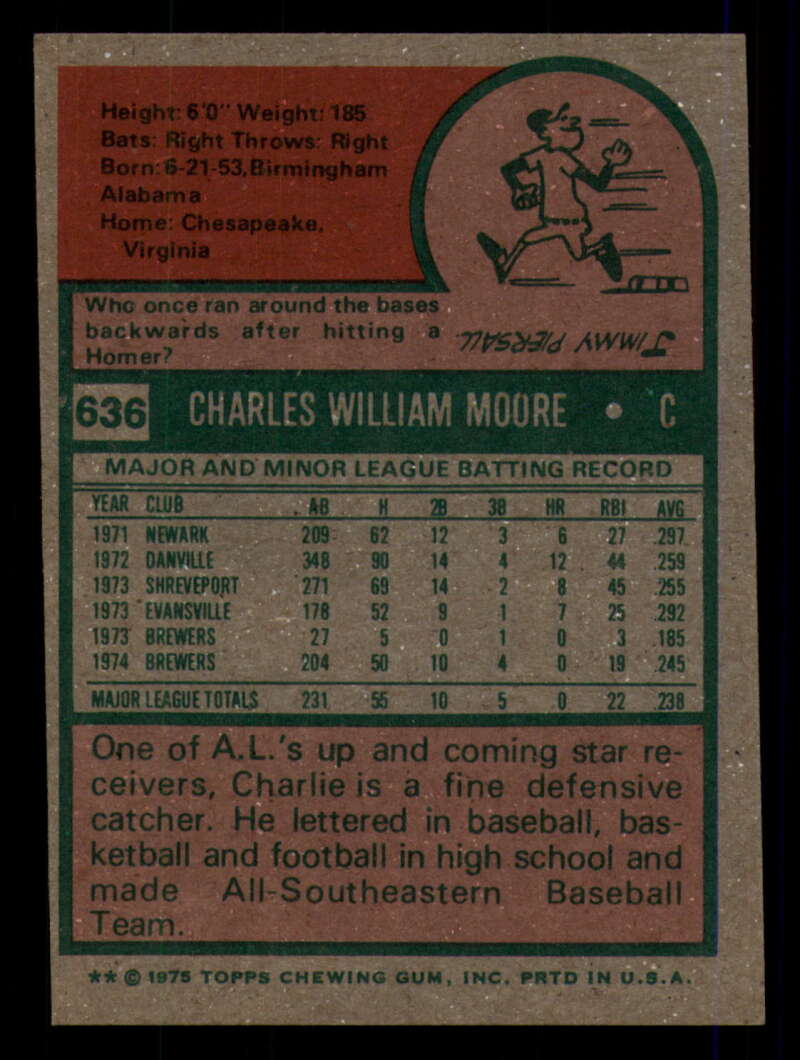 Height: 6'0" Weight: 185
Bats: Right Throws: Right
Born: 6-21-53, Birmingham
Alabama
Home: Chesapeake,
Virginia
Who once ran around the bases
backwards after hitting a
Homer?
JIMMY PIERSALL
636 CHARLES WILLIAM MOORE • C
MAJOR AND MINOR LEAGUE BATTING RECORD
YEAR CLUB AB H 2B 3B HR RBI AVG
1971 NEWARK 209 62 12 3 6 27 .297
1972 DANVILLE 348 90 14 4 12 44 .259
1973 SHREVEPORT 271 69 14 2 8 45 .255
1973 EVANSVILLE 178 52 9 1 7 25 .292
1973 BREWERS 27 5 0 1 0 3 .185
1974 BREWERS 204 50 10 4 0 19 .245
MAJOR LEAGUE TOTALS 231 55 10 5 0 22 .238
One of A.L.'s up and coming star re-
ceivers, Charlie is a fine defensive
catcher. He lettered in baseball, bas-
ketball and football in high school and
made All-Southeastern Baseball
Team.
** © 1975 TOPPS CHEWING GUM, INC. PRTD IN U.S.A.